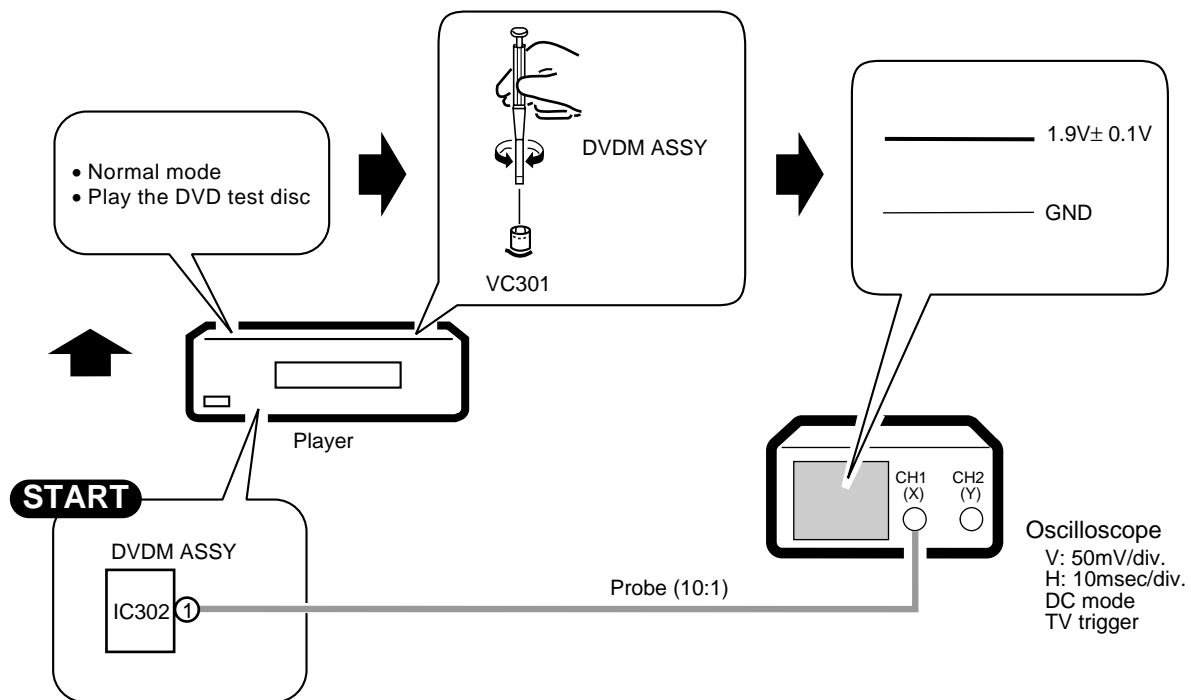 START
DVDM ASSY
IC302
1
Probe (10:1)
• Normal mode
• Play the DVD test disc
Player
DVDM ASSY
VC301
1.9V± 0.1V
GND
CH1
(X)
CH2
(Y)
Oscilloscope
V: 50mV/div.
H: 10msec/div.
DC mode
TV trigger